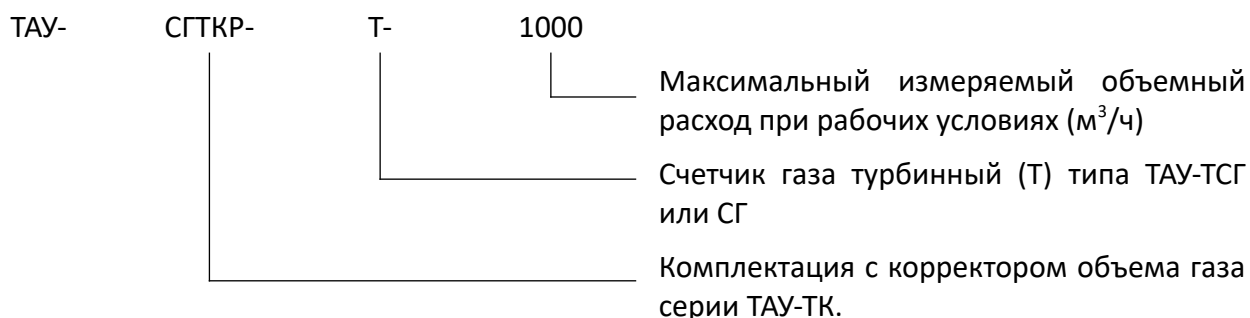 ТАУ- СГТКР- Т- 1000
Максимальный измеряемый объемный
расход при рабочих условиях (м³/ч)
Счетчик газа турбинный (Т) типа ТАУ-ТСГ
или СГ
Комплектация с корректором объема газа
серии ТАУ-ТК.